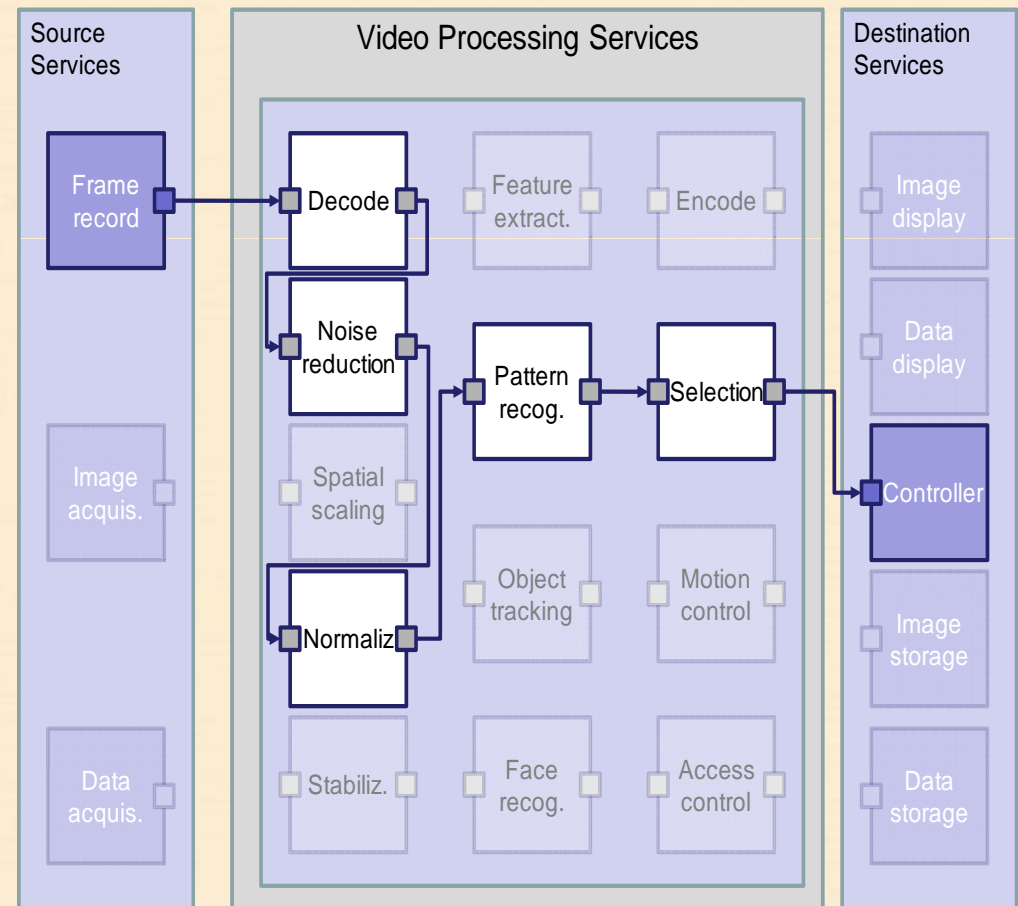 Source
Services
Video Processing Services
Destination
Services
Frame
record
Image
acquis.
Data
acquis.
Decode
Feature
extract.
Encode
Noise
reduction
Pattern
recog.
Selection
Spatial
scaling
Object
tracking
Motion
control
Normaliz
Stabiliz.
Face
recog.
Access
control
Image
display
Data
display
Controller
Image
storage
Data
storage